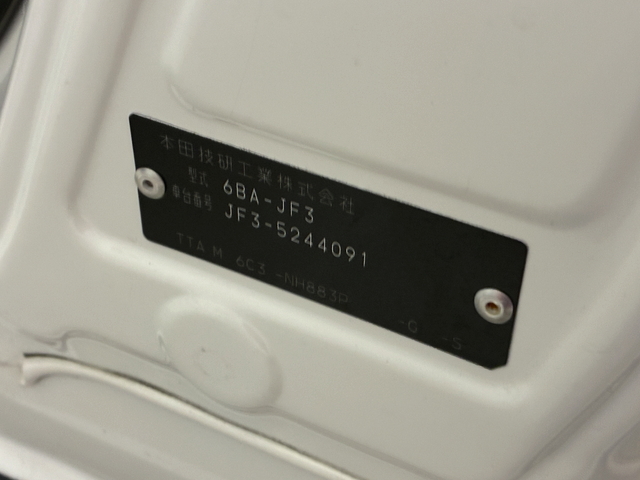 本田技研工業株式会社
型式 6BA-JF3
車台番号 JF3-5244091
TTA M 6C3 -NH883P -C -S